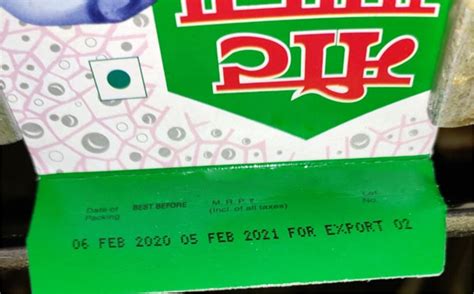 Date of BEST BEFORE M.R.P. ₹ Lot
Packing (Incl. of all taxes) No.
06 FEB 2020 05 FEB 2021 FOR EXPORT 02